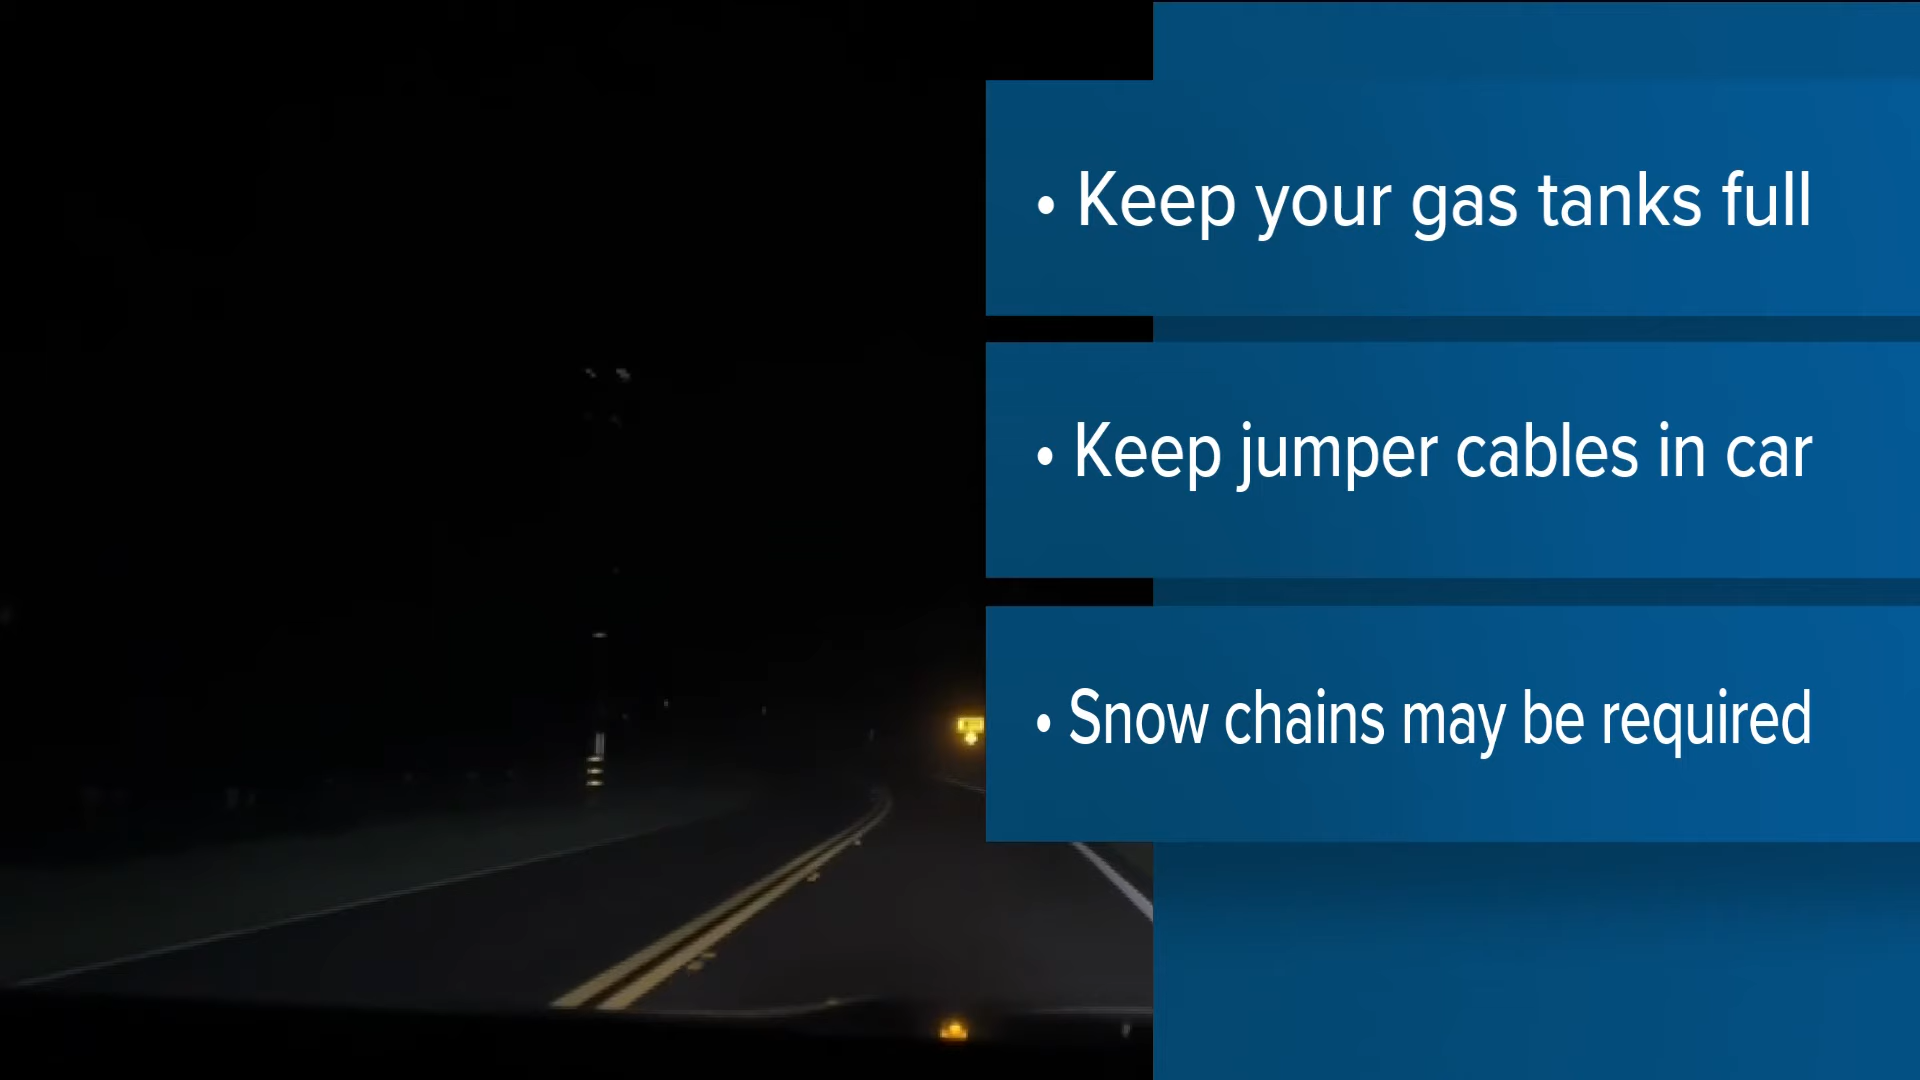 • Keep your gas tanks full
• Keep jumper cables in car
• Snow chains may be required